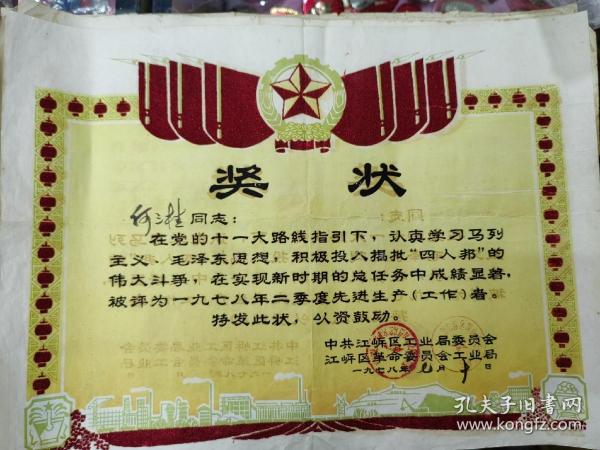 奖状
同志：
在党的十一大路线指引下，认真学习马列
主义、毛泽东思想，积极投入揭批“四人邦”的
伟大斗争，在实现新时期的总任务中成绩显著，
被评为一九七八年二季度先进生产（工作）者。
特发此状，以资鼓励。
中共江岸区工业局委员会
江岸区革命委员会工业局
一九七八年 月 十 日
孔夫子旧书网
www.kongfz.com